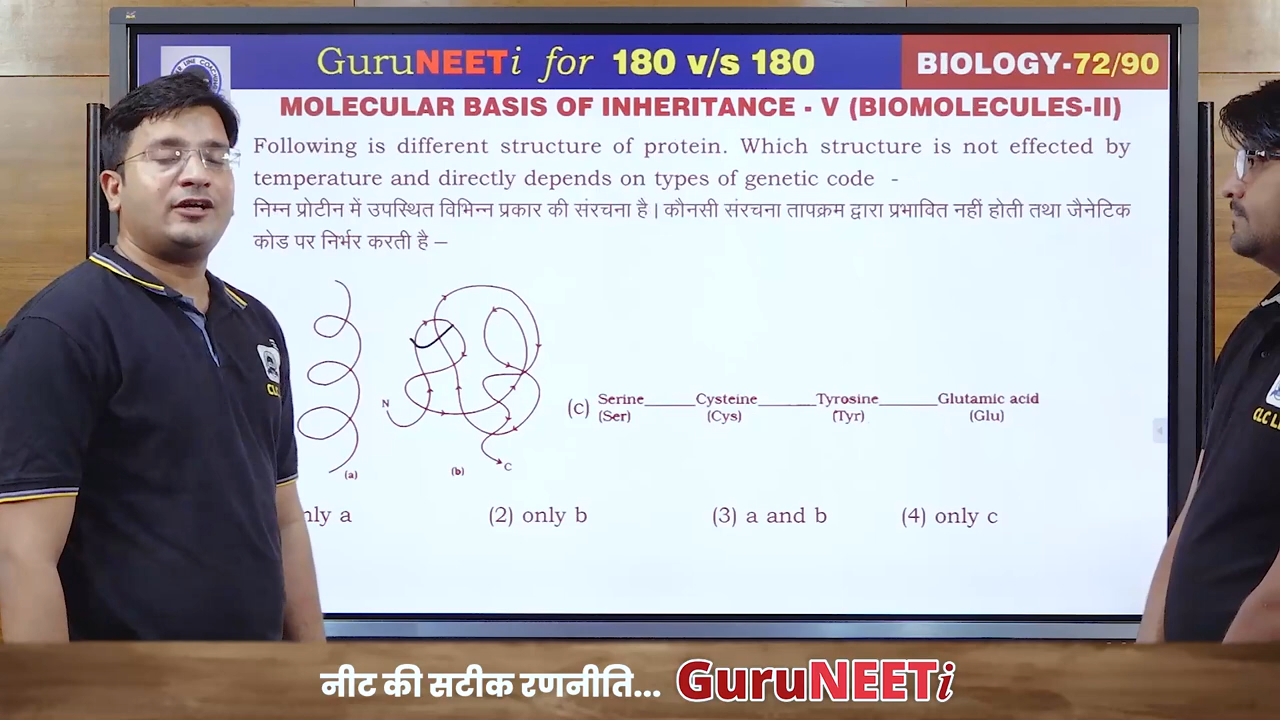 GuruNEETi for 180 v/s 180
BIOLOGY-72/90
MOLECULAR BASIS OF INHERITANCE - V (BIOMOLECULES-II)
Following is different structure of protein. Which structure is not effected by
temperature and directly depends on types of genetic code -
निम्न प्रोटीन में उपस्थित विभिन्न प्रकार की संरचना है। कौनसी संरचना तापक्रम द्वारा प्रभावित नहीं होती तथा जैनेटिक
कोड पर निर्भर करती है –
N
C
(a)
(b)
(c) Serine Cysteine Tyrosine Glutamic acid
(Ser) (Cys) (Tyr) (Glu)
a (2) only b (3) a and b (4) only c
नीट की सटीक रणनीति... GuruNEETi